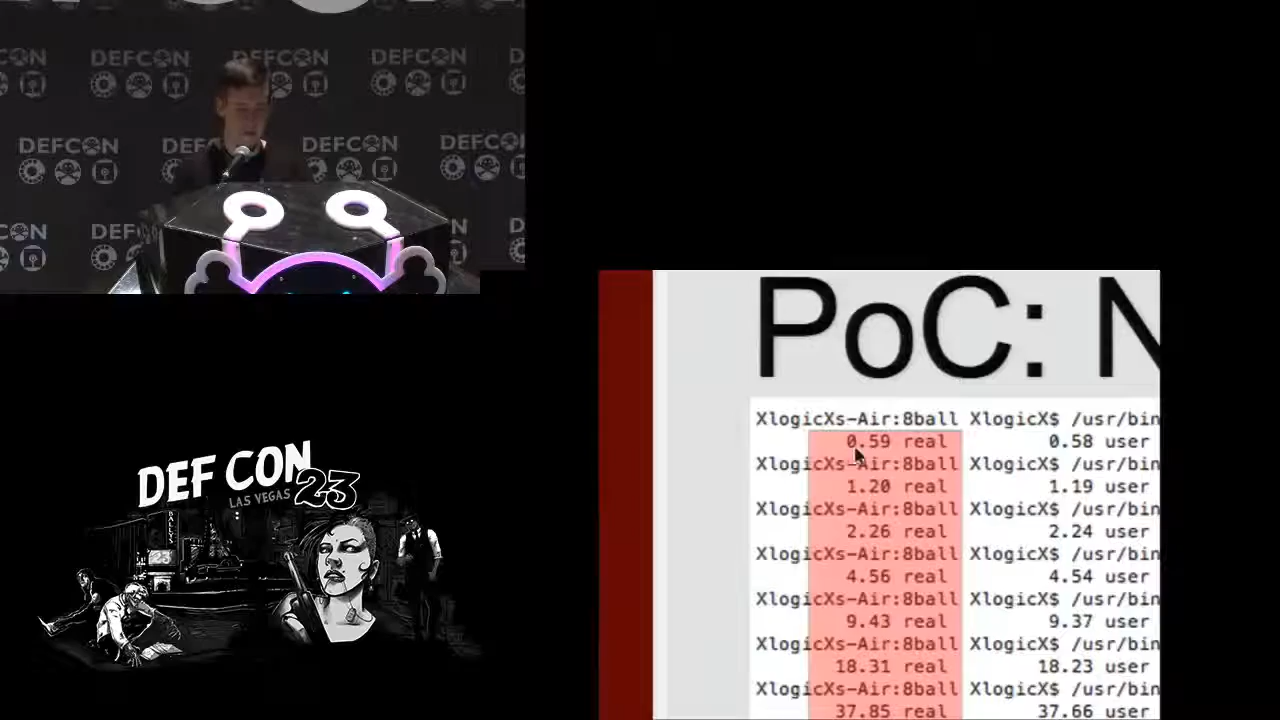 DEFCON DEFCON DEFCON
DEFCON DEFCON
DEFCON
DEF CON 23
LAS VEGAS
BALLYS
PoC: N
XlogicXs-Air:8ball XlogicX$ /usr/bin
0.59 real 0.58 user
XlogicXs-Air:8ball XlogicX$ /usr/bin
1.20 real 1.19 user
XlogicXs-Air:8ball XlogicX$ /usr/bin
2.26 real 2.24 user
XlogicXs-Air:8ball XlogicX$ /usr/bin
4.56 real 4.54 user
XlogicXs-Air:8ball XlogicX$ /usr/bin
9.43 real 9.37 user
XlogicXs-Air:8ball XlogicX$ /usr/bin
18.31 real 18.23 user
XlogicXs-Air:8ball XlogicX$ /usr/bin
37.85 real 37.66 user